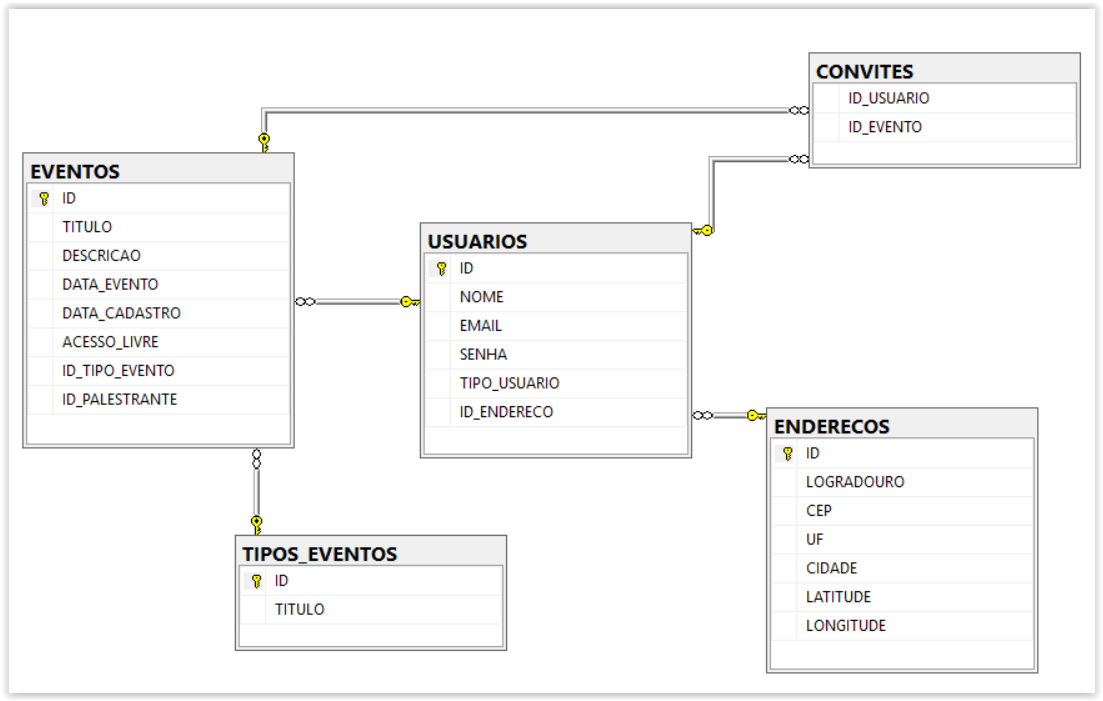 CONVITES
ID_USUARIO
ID_EVENTO
EVENTOS
ID
TITULO
DESCRICAO
DATA_EVENTO
DATA_CADASTRO
ACESSO_LIVRE
ID_TIPO_EVENTO
ID_PALESTRANTE
USUARIOS
ID
NOME
EMAIL
SENHA
TIPO_USUARIO
ID_ENDERECO
ENDERECOS
ID
LOGRADOURO
CEP
UF
CIDADE
LATITUDE
LONGITUDE
TIPOS_EVENTOS
ID
TITULO